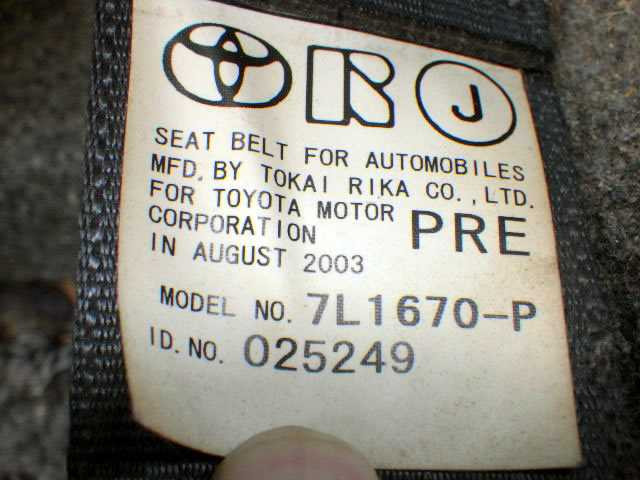 R J
SEAT BELT FOR AUTOMOBILES
MFD. BY TOKAI RIKA CO., LTD.
FOR TOYOTA MOTOR
CORPORATION PRE
IN AUGUST 2003
MODEL NO. 7L1670-P
ID. NO. 025249